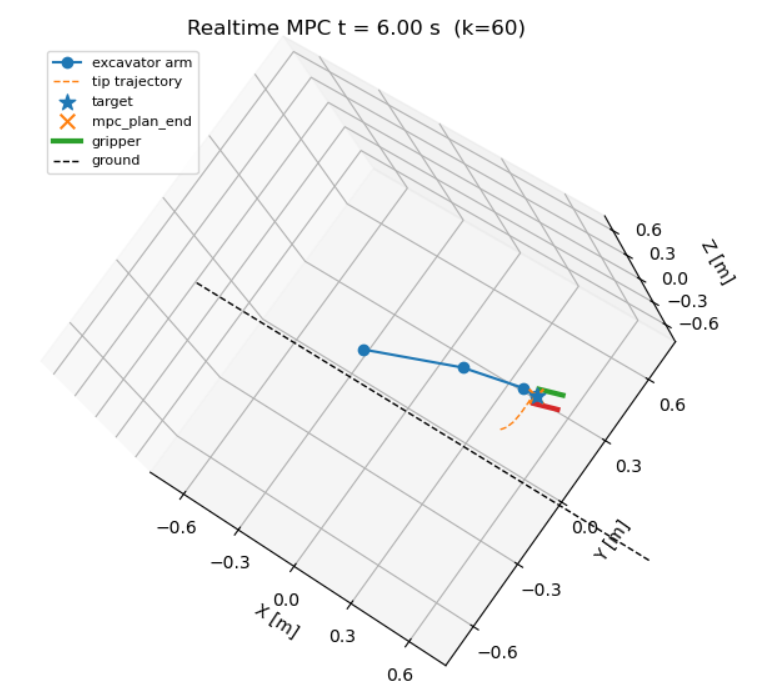 Realtime MPC t = 6.00 s  (k=60)
excavator arm
tip trajectory
target
mpc_plan_end
gripper
ground
0.6
0.3
0.0
−0.3
−0.6
Z [m]
0.6
0.3
0.0
−0.3
−0.6
Y [m]
−0.6
−0.3
0.0
0.3
0.6
X [m]